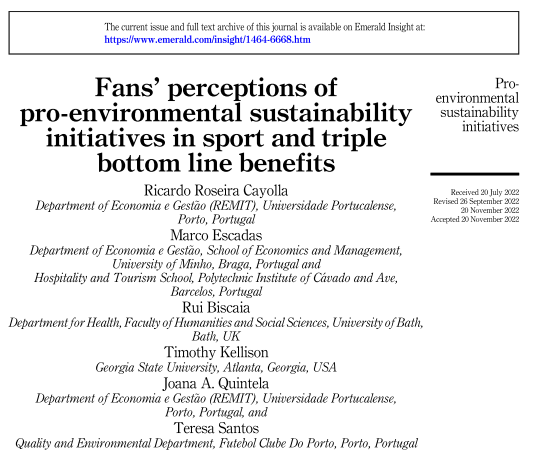 The current issue and full text archive of this journal is available on Emerald Insight at:
https://www.emerald.com/insight/1464-6668.htm
Fans’ perceptions of
pro-environmental sustainability
initiatives in sport and triple
bottom line benefits
Ricardo Roseira Cayolla
Department of Economia e Gestão (REMIT), Universidade Portucalense,
Porto, Portugal
Marco Escadas
Department of Economia e Gestão, School of Economics and Management,
University of Minho, Braga, Portugal and
Hospitality and Tourism School, Polytechnic Institute of Cávado and Ave,
Barcelos, Portugal
Rui Biscaia
Department for Health, Faculty of Humanities and Social Sciences, University of Bath,
Bath, UK
Timothy Kellison
Georgia State University, Atlanta, Georgia, USA
Joana A. Quintela
Department of Economia e Gestão (REMIT), Universidade Portucalense,
Porto, Portugal, and
Teresa Santos
Quality and Environmental Department, Futebol Clube Do Porto, Porto, Portugal
Pro-
environmental
sustainability
initiatives
Received 20 July 2022
Revised 26 September 2022
20 November 2022
Accepted 20 November 2022